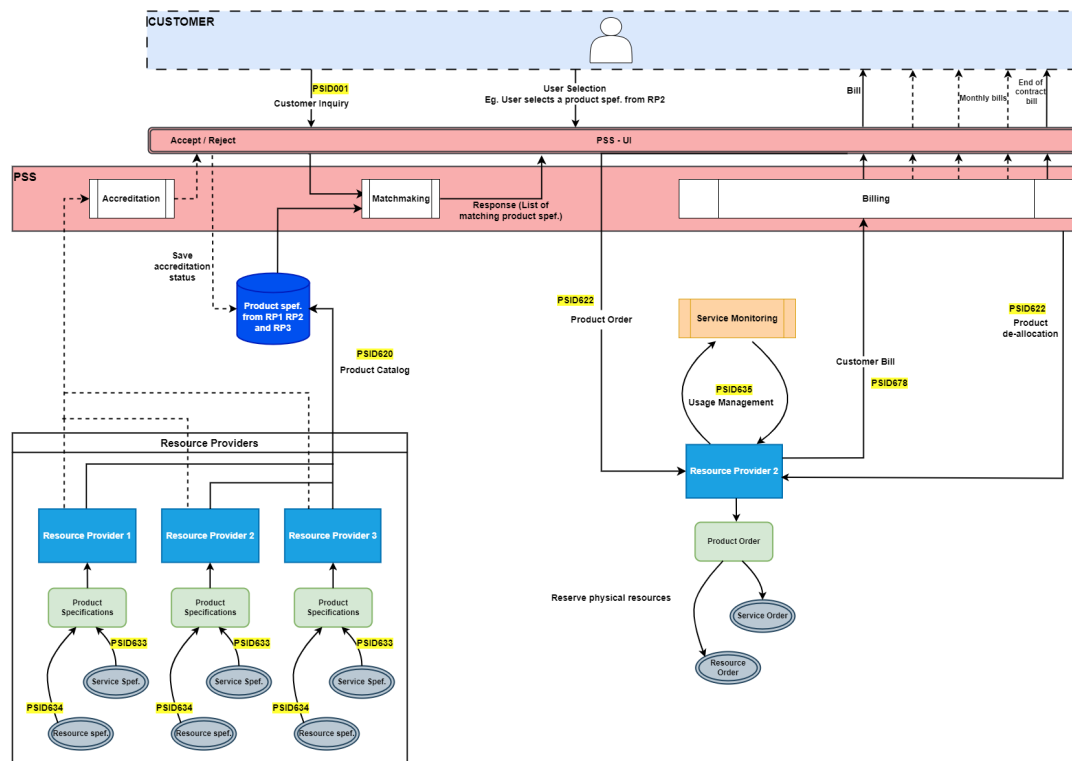 CUSTOMER
PSID001
Customer Inquiry
User Selection
Eg. User selects a product spef. from RP2
Bill
Monthly bills
End of
contract
bill
Accept / Reject
PSS - UI
PSS
Accreditation
Matchmaking
Response (List of
matching product spef.)
Billing
Save
accreditation
status
Product spef.
from RP1 RP2
and RP3
PSID620
Product Catalog
PSID622
Product Order
Service Monitoring
PSID635
Usage Management
Customer Bill
PSID678
PSID622
Product
de-allocation
Resource Providers
Resource Provider 1
Resource Provider 2
Resource Provider 3
Product
Specifications
Product
Specifications
Product
Specifications
PSID633
PSID633
PSID633
Service Spef.
Service Spef.
Service Spef.
PSID634
PSID634
PSID634
Resource spef.
Resource spef.
Resource spef.
Resource Provider 2
Product Order
Reserve physical resources
Service Order
Resource
Order